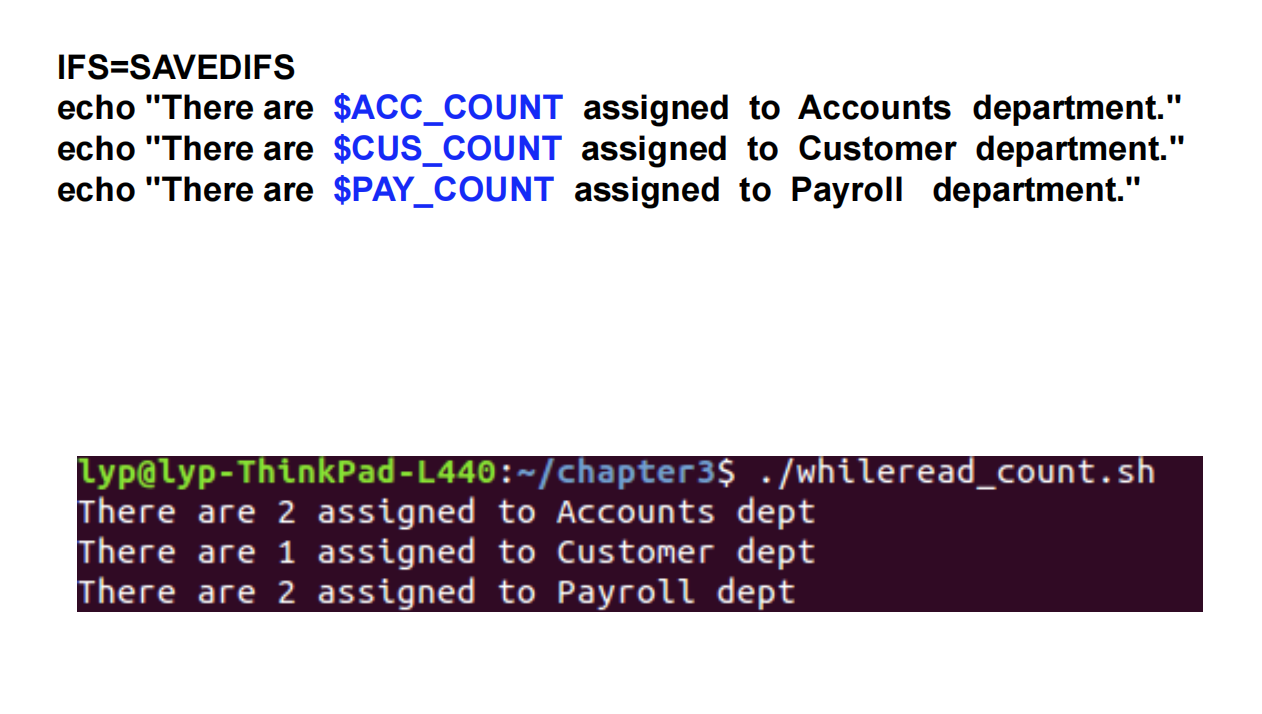 IFS=SAVEDIFS
echo "There are $ACC_COUNT assigned to Accounts department."
echo "There are $CUS_COUNT assigned to Customer department."
echo "There are $PAY_COUNT assigned to Payroll department."
lyp@lyp-ThinkPad-L440:~/chapter3$ ./whileread_count.sh
There are 2 assigned to Accounts dept
There are 1 assigned to Customer dept
There are 2 assigned to Payroll dept